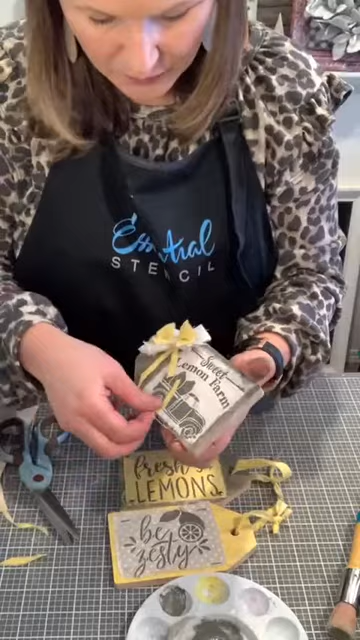 Essential
STENCIL
Sweet
Lemon Farm
fresh
LEMONS
be
zesty